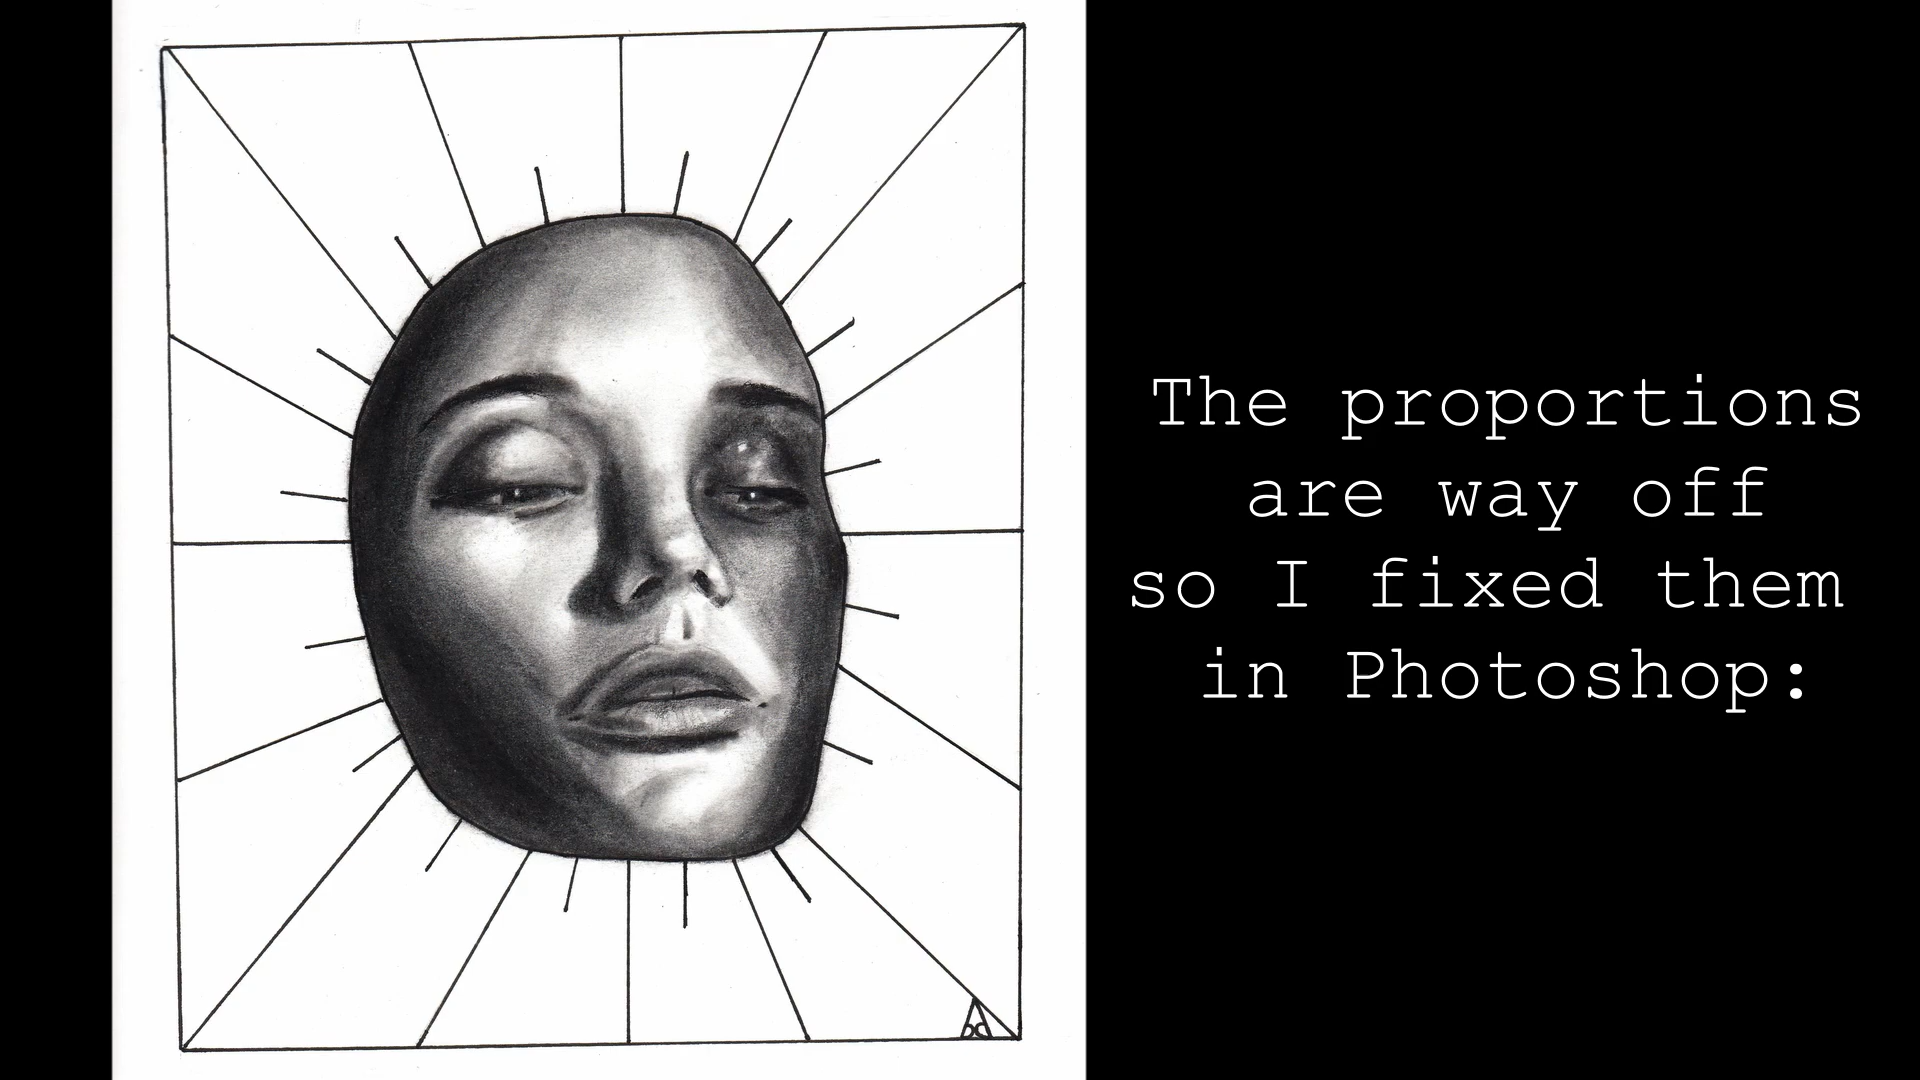 The proportions
are way off
so I fixed them
in Photoshop: